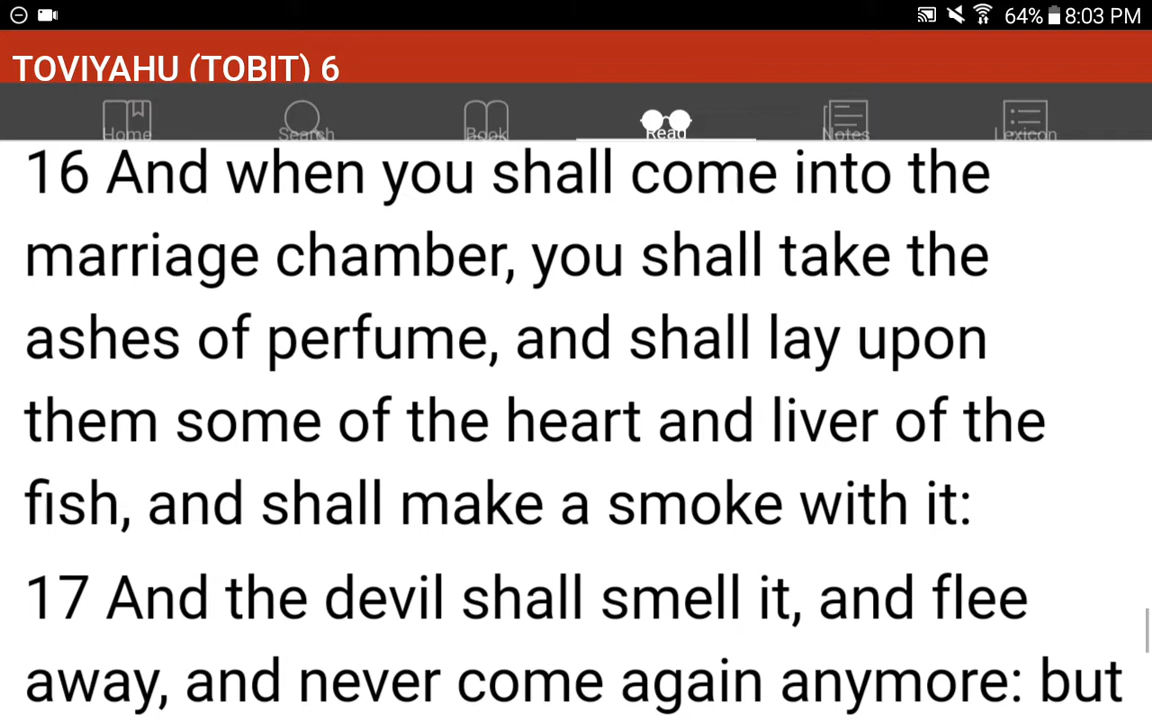 64% 8:03 PM
TOVIYAHU (TOBIT) 6
Home Search Book Read Notes Lexicon
16 And when you shall come into the
marriage chamber, you shall take the
ashes of perfume, and shall lay upon
them some of the heart and liver of the
fish, and shall make a smoke with it:
17 And the devil shall smell it, and flee
away, and never come again anymore: but